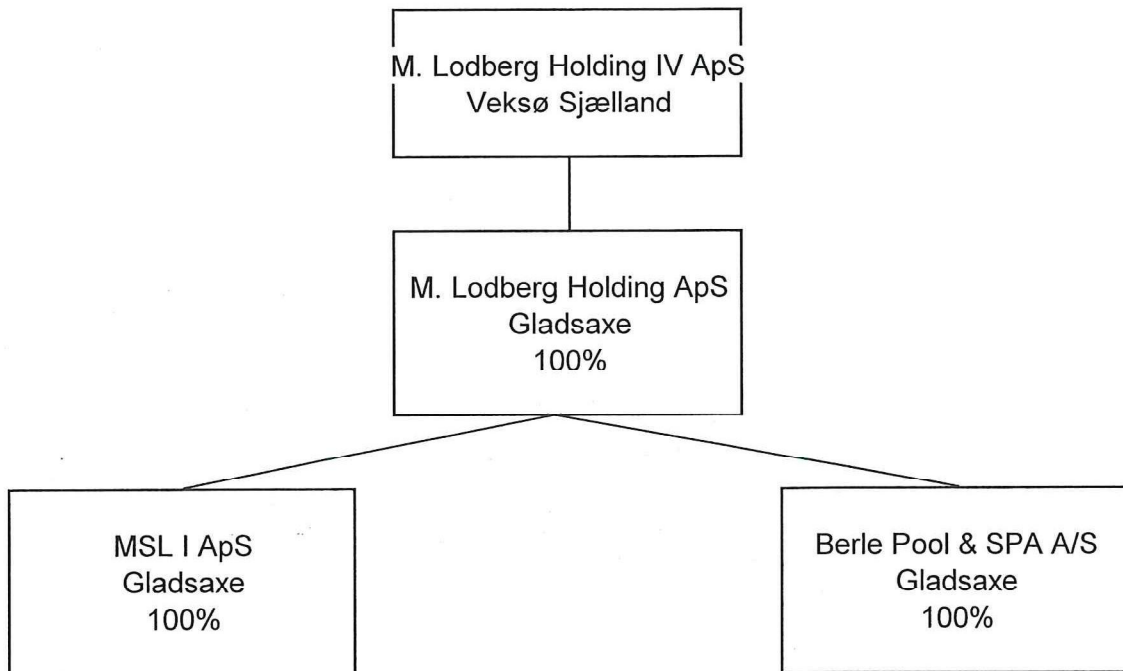 M. Lodberg Holding IV ApS
Veksø Sjælland
M. Lodberg Holding ApS
Gladsaxe
100%
MSL I ApS
Gladsaxe
100%
Berle Pool & SPA A/S
Gladsaxe
100%